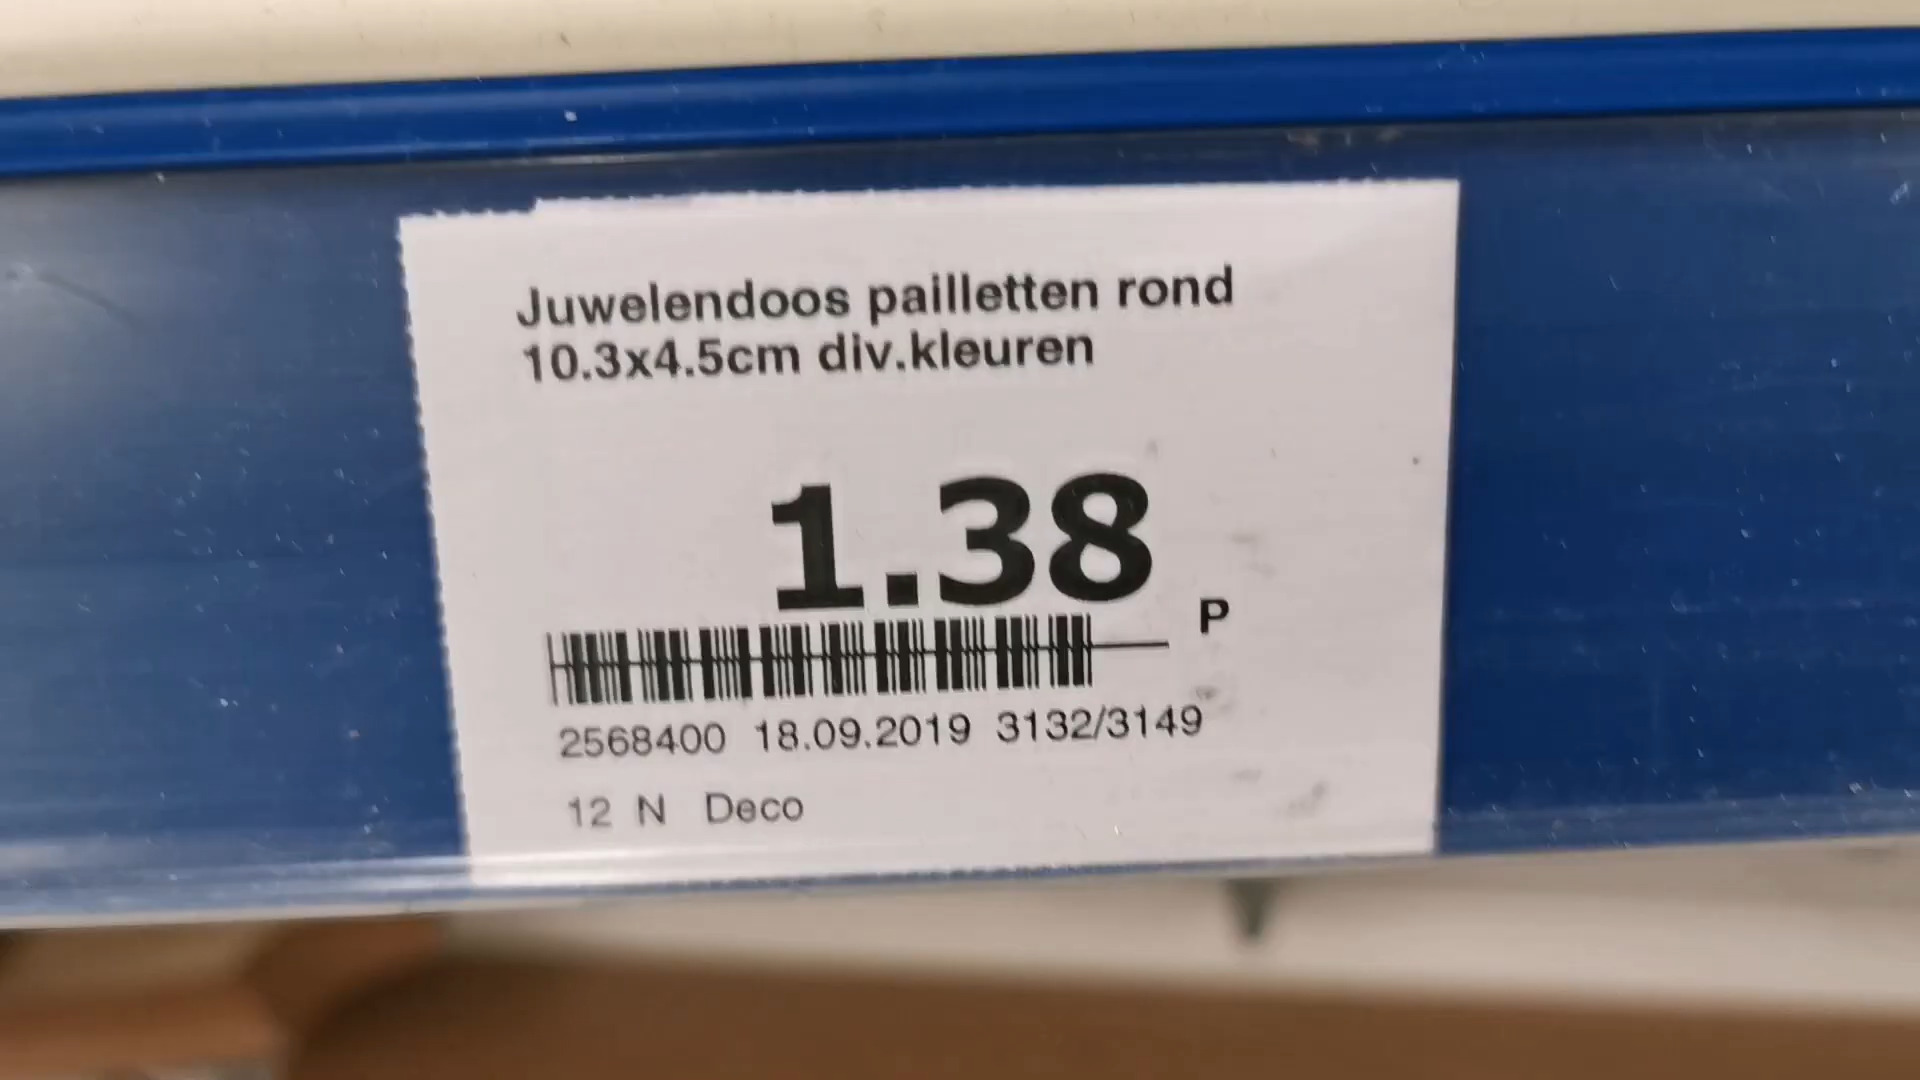 Juwelendoos pailletten rond
10.3x4.5cm div.kleuren
1.38
P
2568400 18.09.2019 3132/3149
12 N Deco